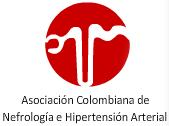 Asociación Colombiana de
Nefrología e Hipertensión Arterial